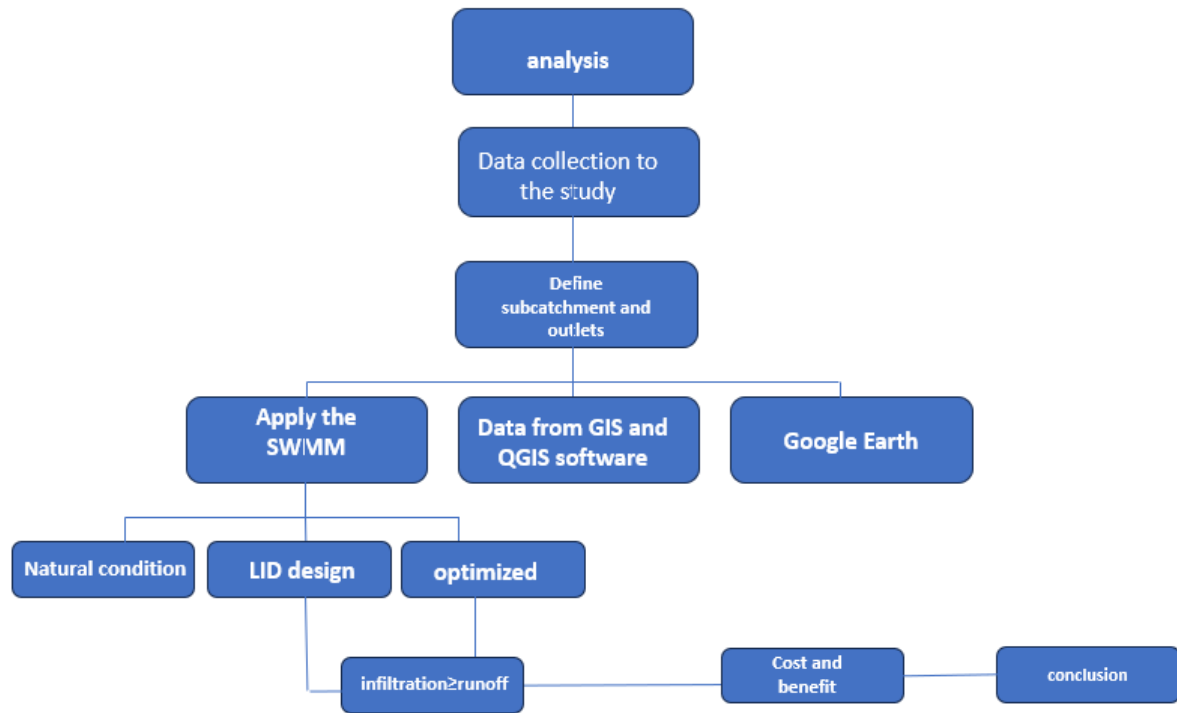 analysis
Data collection to
the study
Define
subcatchment and
outlets
Apply the
SWMM
Data from GIS and
QGIS software
Google Earth
Natural condition
LID design
optimized
infiltration≥runoff
Cost and
benefit
conclusion